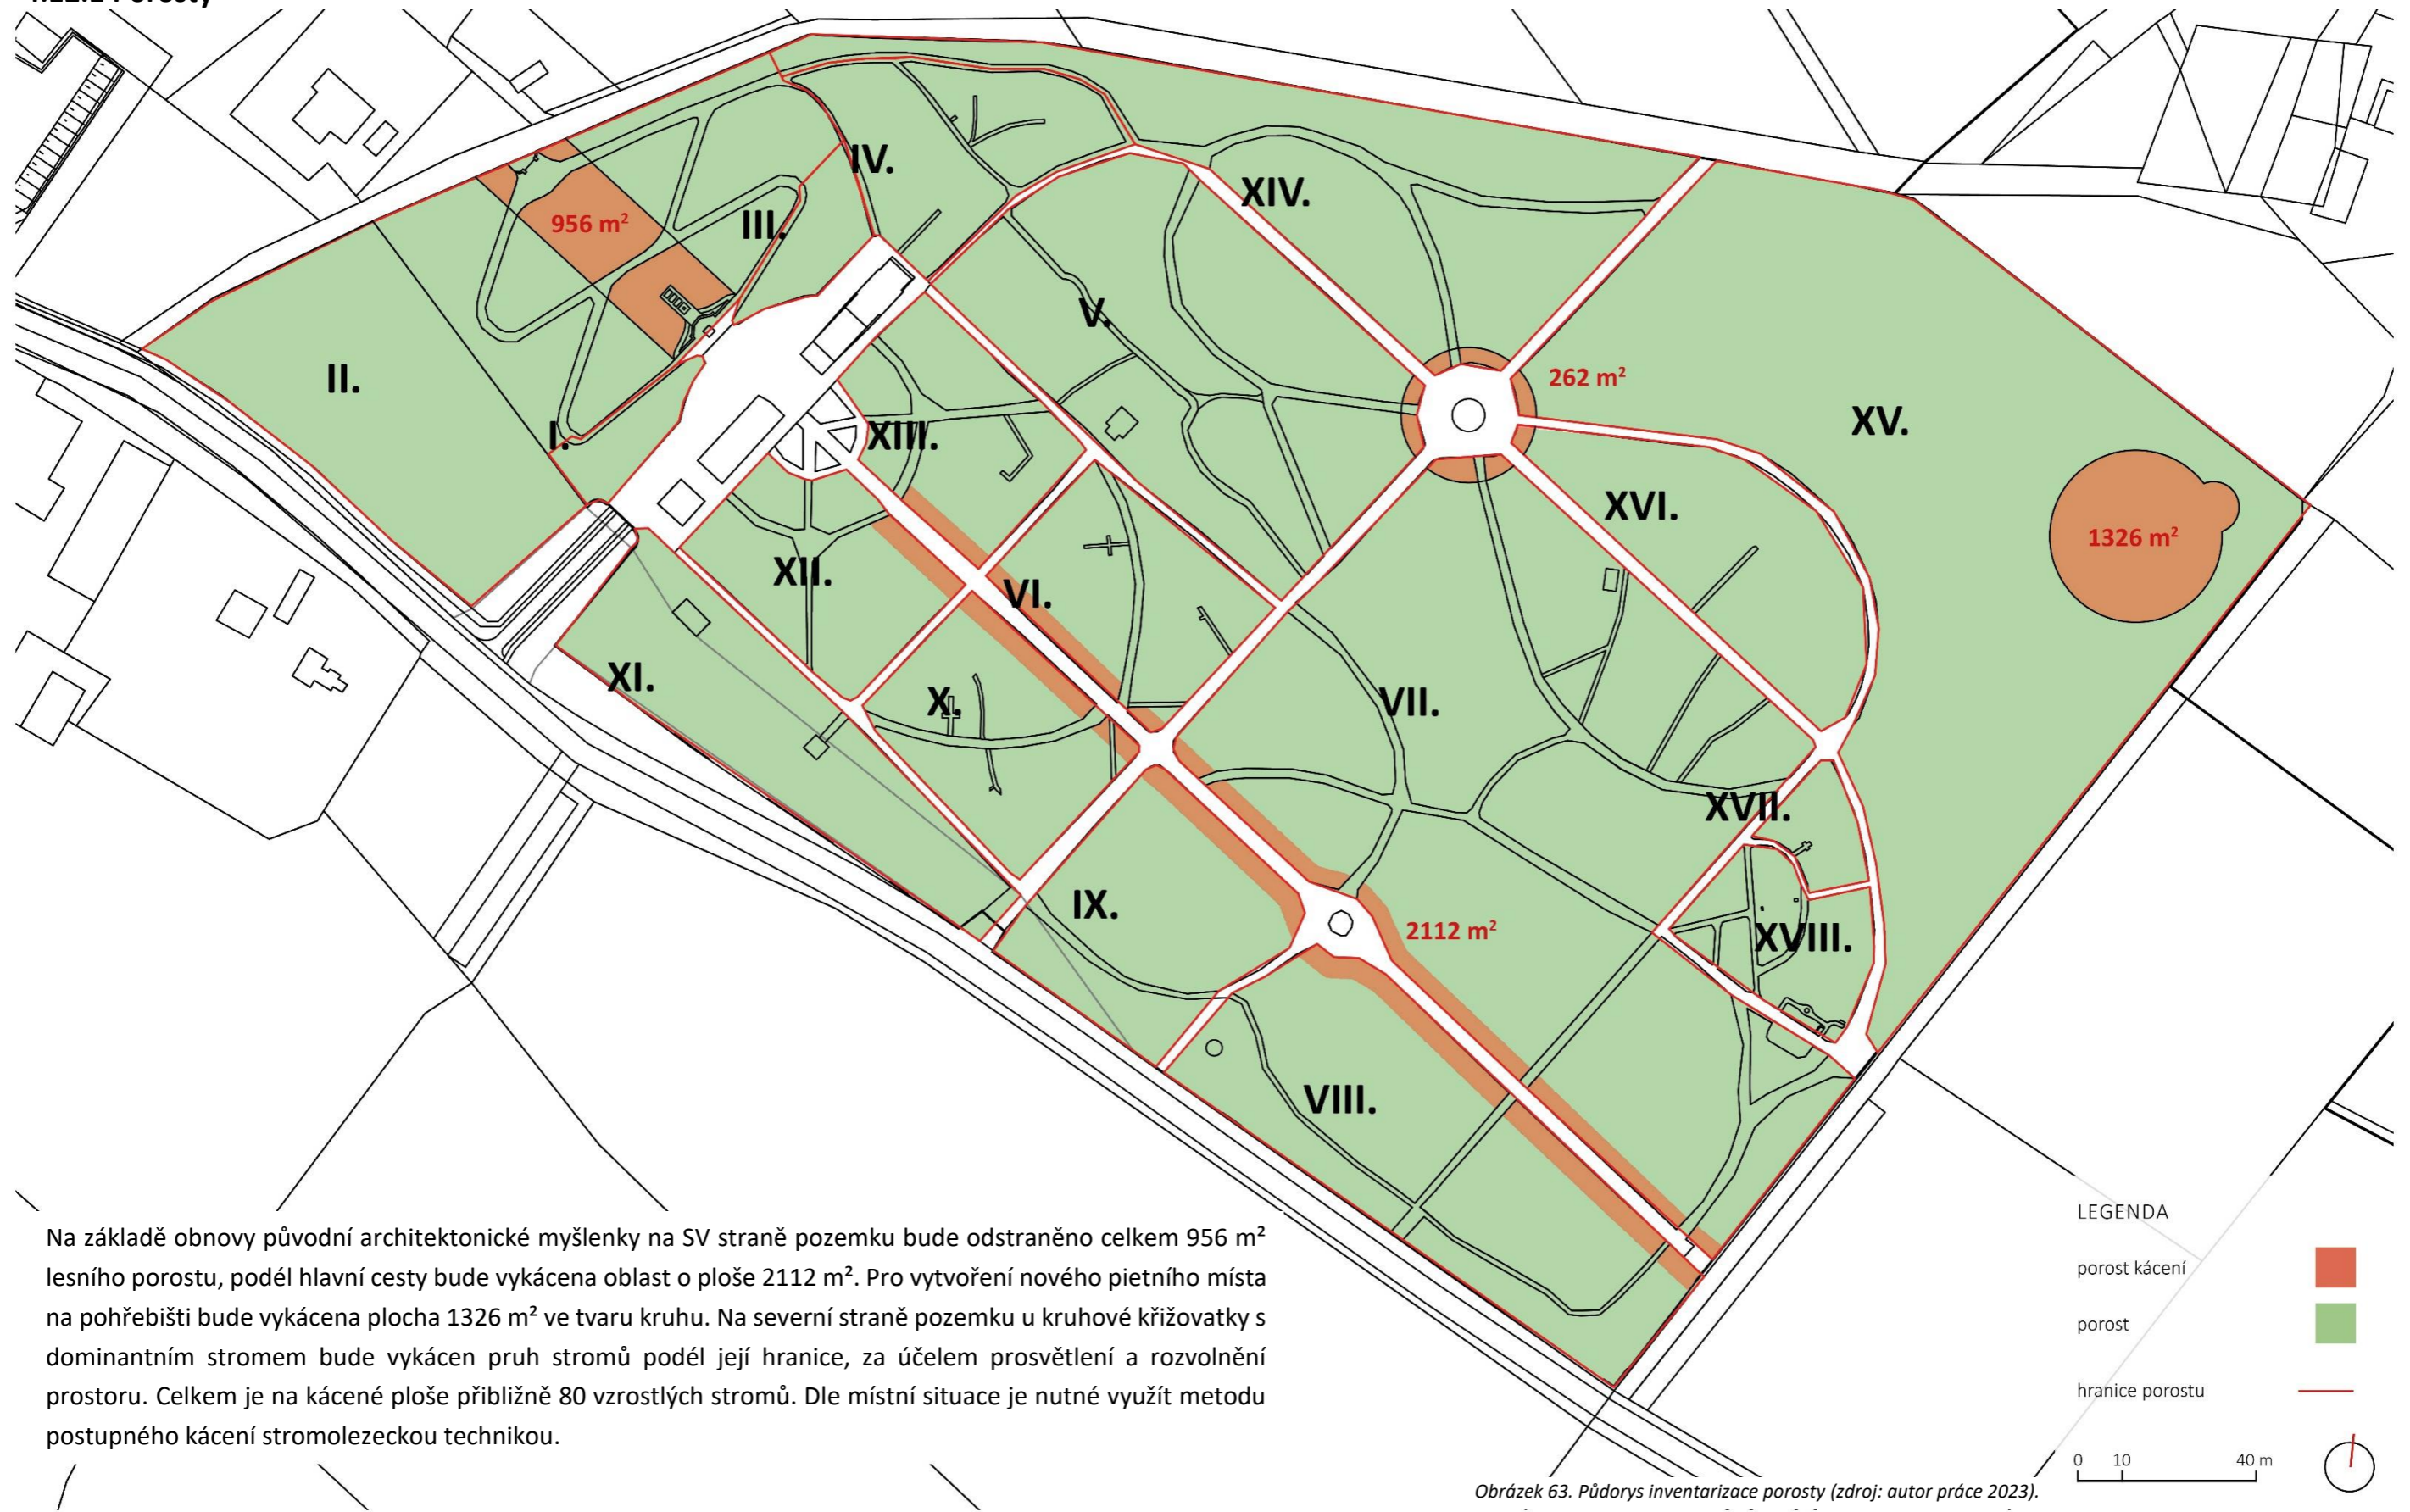 IV.
XIV.
956 m²
III.
V.
262 m²
II.
XV.
I.
XIII.
XVI.
1326 m²
XII.
VI.
XI.
X.
VII.
XVII.
IX.
2112 m²
XVIII.
VIII.
Na základě obnovy původní architektonické myšlenky na SV straně pozemku bude odstraněno celkem 956 m²
lesního porostu, podél hlavní cesty bude vykácena oblast o ploše 2112 m². Pro vytvoření nového pietního místa
na pohřebišti bude vykácena plocha 1326 m² ve tvaru kruhu. Na severní straně pozemku u kruhové křižovatky s
dominantním stromem bude vykácen pruh stromů podél její hranice, za účelem prosvětlení a rozvolnění
prostoru. Celkem je na kácené ploše přibližně 80 vzrostlých stromů. Dle místní situace je nutné využít metodu
postupného kácení stromolezeckou technikou.
LEGENDA
porost kácení
porost
hranice porostu
0 10 40 m
Obrázek 63. Půdorys inventarizace porosty (zdroj: autor práce 2023).